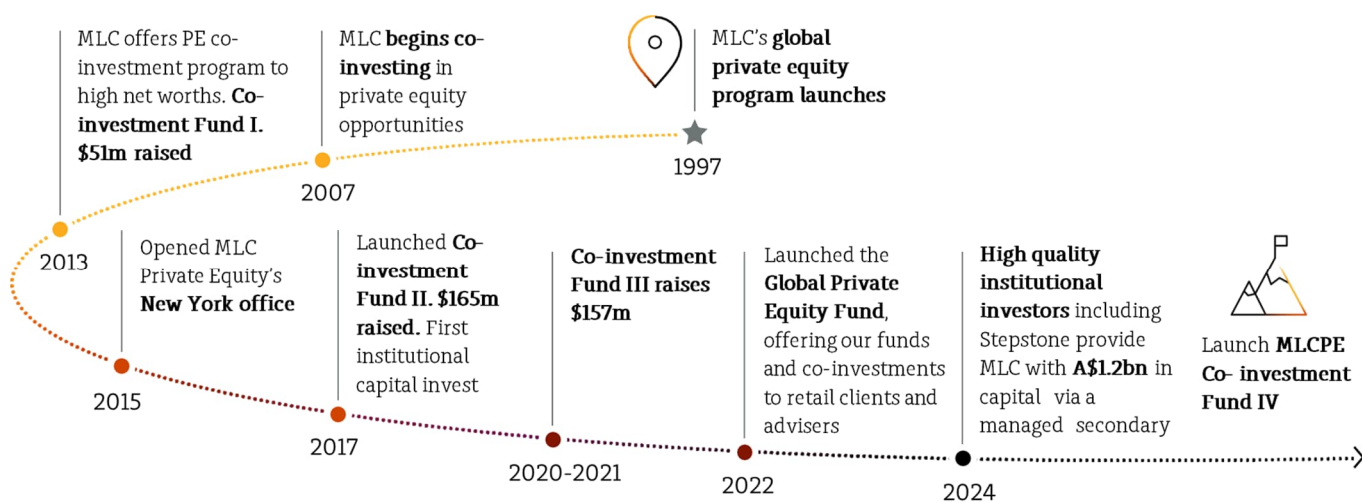 MLC offers PE co-
investment program to
high net worths. Co-
investment Fund I.
$51m raised
2013
MLC begins co-
investing in
private equity
opportunities
2007
MLC's global
private equity
program launches
1997
Opened MLC
Private Equity's
New York office
2015
Launched Co-
investment
Fund II. $165m
raised. First
institutional
capital invest
2017
Co-investment
Fund III raises
$157m
2020-2021
Launched the
Global Private
Equity Fund,
offering our funds
and co-investments
to retail clients and
advisers
2022
High quality
institutional
investors including
Stepstone provide
MLC with A$1.2bn in
capital via a
managed secondary
2024
Launch MLCPE
Co- investment
Fund IV